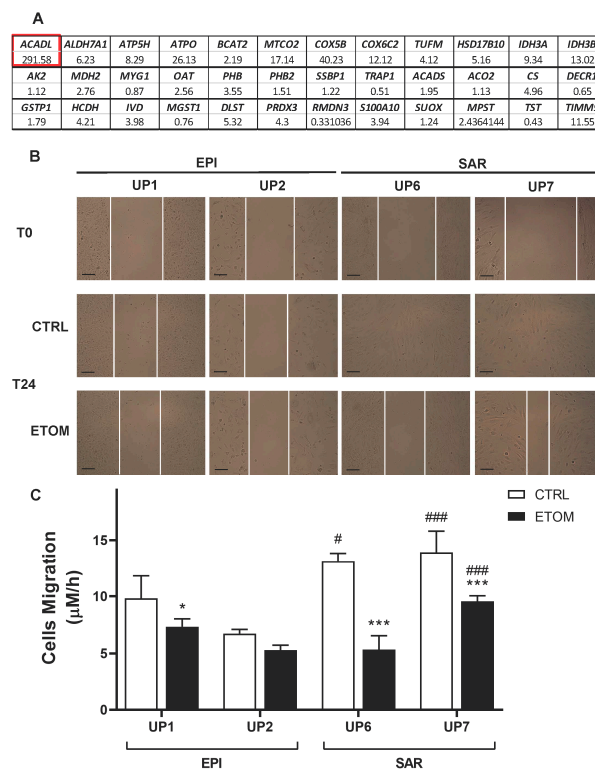 A
ACADL ALDH7A1 ATP5H ATPO BCAT2 MTCO2 COX5B COX6C2 TUFM HSD17B10 IDH3A IDH3B
291.58 6.23 8.29 26.13 2.19 17.14 40.23 12.12 4.12 5.16 9.34 13.02
AK2 MDH2 MYG1 OAT PHB PHB2 SSBP1 TRAP1 ACADS ACO2 CS DECR1
1.12 2.76 0.87 2.56 3.55 1.51 1.22 0.51 1.95 1.13 4.96 0.65
GSTP1 HCDH IVD MGST1 DLST PRDX3 RMDN3 S100A10 SUOX MPST TST
1.79 4.21 3.98 0.76 5.32 4.3 0.331036 3.94 1.24 2.4364144 0.43 11.55
B
EPI SAR
UP1 UP2 UP6 UP7
T0
CTRL
T24
ETOM
C
CTRL
ETOM
Cells Migration
(µM/h)
15
10
5
0
* # *** ### ###
***
UP1 UP2 UP6 UP7
EPI SAR